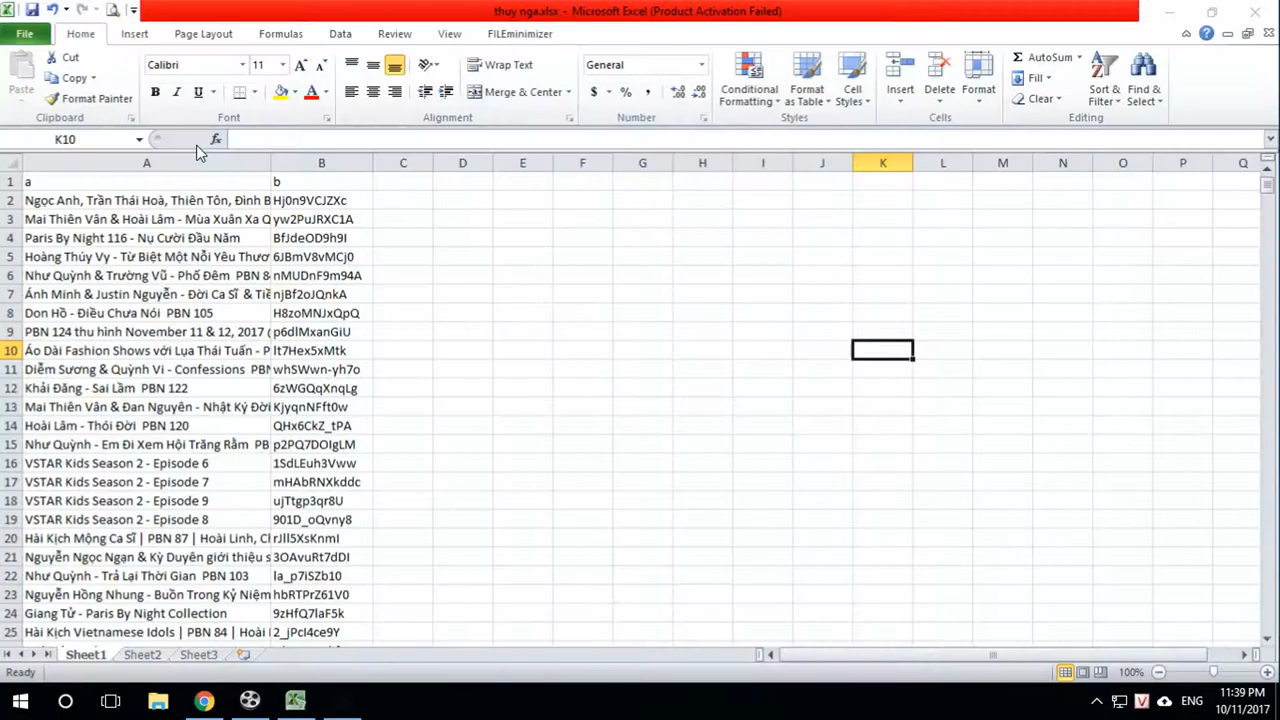 thuy nga.xlsx - Microsoft Excel (Product Activation Failed)
File Home Insert Page Layout Formulas Data Review View FILEminimizer
Paste Cut Copy Format Painter Clipboard
Calibri 11 B I U A Font
Wrap Text Merge & Center Alignment
General $ % , Number
Conditional Formatting Format as Table Cell Styles Styles
Insert Delete Format Cells
Σ AutoSum Fill Clear Sort & Filter Find & Select Editing
K10 fx
A B C D E F G H I J K L M N O P Q
1 a b
2 Ngọc Anh, Trần Thái Hoà, Thiên Tôn, Đình B Hj0n9VCJZXc
3 Mai Thiên Vân & Hoài Lâm - Mùa Xuân Xa Q yw2PuJRXC1A
4 Paris By Night 116 - Nụ Cười Đầu Năm BfJdeOD9h9I
5 Hoàng Thúy Vy - Từ Biệt Một Nỗi Yêu Thươ 6JBmV8vMCj0
6 Như Quỳnh & Trường Vũ - Phố Đêm PBN 8 nMUDnF9m94A
7 Ánh Minh & Justin Nguyễn - Đời Ca Sĩ & Tiề njBf2oJQnkA
8 Don Hồ - Điều Chưa Nói PBN 105 H8zoMNJxQpQ
9 PBN 124 thu hình November 11 & 12, 2017 ( p6dlMxanGiU
10 Áo Dài Fashion Shows với Lụa Thái Tuấn - P lt7Hex5xMtk
11 Diễm Sương & Quỳnh Vi - Confessions PBN whSWwn-yh7o
12 Khải Đăng - Sai Lầm PBN 122 6zWGQqXnqLg
13 Mai Thiên Vân & Đan Nguyên - Nhật Ký Đời KjyqnNFft0w
14 Hoài Lâm - Thói Đời PBN 120 QHx6CkZ_tPA
15 Như Quỳnh - Em Đi Xem Hội Trăng Rằm PB p2PQ7DOIgLM
16 VSTAR Kids Season 2 - Episode 6 1SdLEuh3Vww
17 VSTAR Kids Season 2 - Episode 7 mHAbRNXkddc
18 VSTAR Kids Season 2 - Episode 9 ujTtgp3qr8U
19 VSTAR Kids Season 2 - Episode 8 901D_oQvny8
20 Hài Kịch Mộng Ca Sĩ | PBN 87 | Hoài Linh, Ch rJll5XsKnmI
21 Nguyễn Ngọc Ngạn & Kỳ Duyên giới thiệu s 3OAvuRt7dDI
22 Như Quỳnh - Trả Lại Thời Gian PBN 103 la_p7iSZb10
23 Nguyễn Hồng Nhung - Buồn Trong Kỷ Niệm hbRTPrZ61V0
24 Giang Tử - Paris By Night Collection 9zHfQ7laF5k
25 Hài Kịch Vietnamese Idols | PBN 84 | Hoài 2_jPcI4ce9Y
Sheet1 Sheet2 Sheet3
Ready 100%
V ENG 11:39 PM
10/11/2017